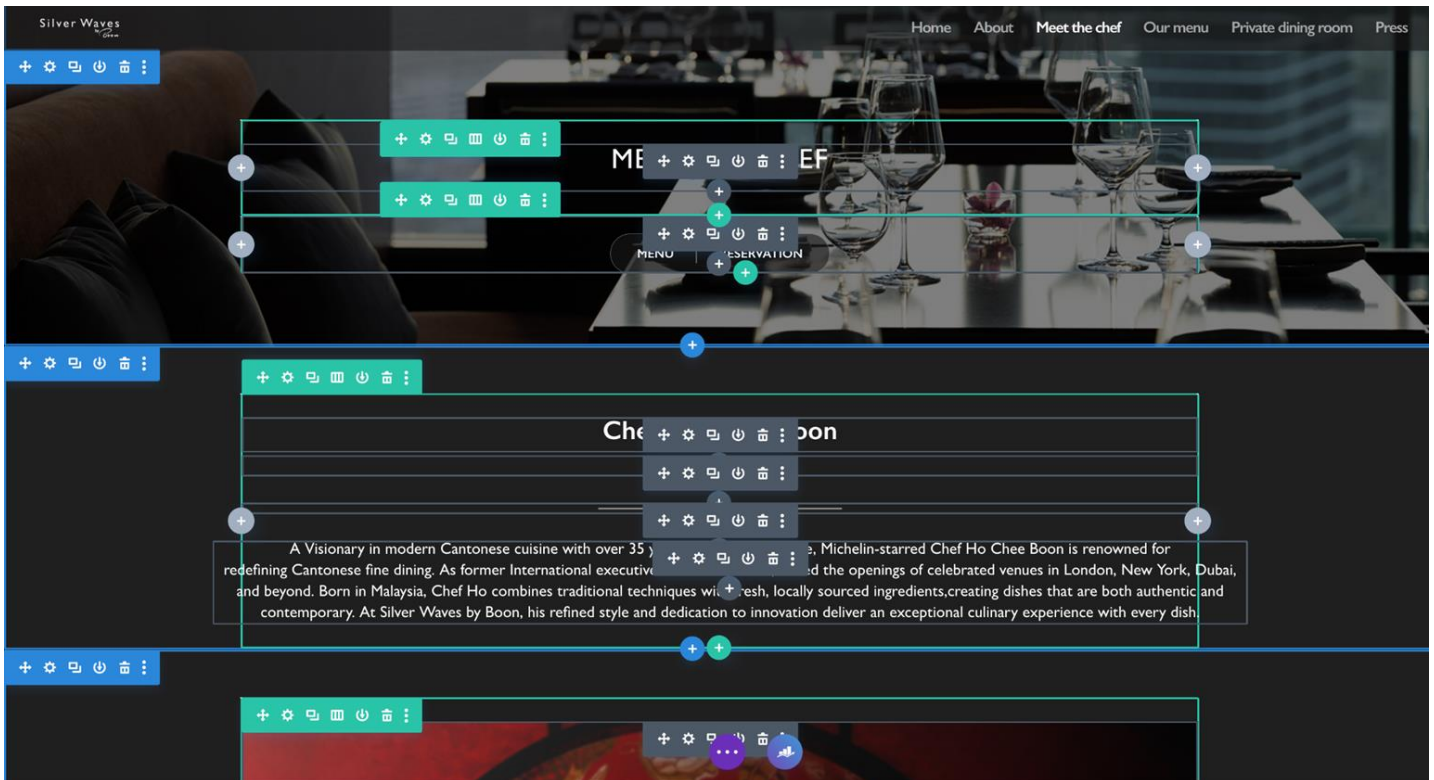 Silver Waves
by Boon
Home About Meet the chef Our menu Private dining room Press
ME EF
MENU ESERVATION
Che oon
A Visionary in modern Cantonese cuisine with over 35 y e, Michelin-starred Chef Ho Chee Boon is renowned for
redefining Cantonese fine dining. As former International executive ed the openings of celebrated venues in London, New York, Dubai,
and beyond. Born in Malaysia, Chef Ho combines traditional techniques wi resh, locally sourced ingredients,creating dishes that are both authentic and
contemporary. At Silver Waves by Boon, his refined style and dedication to innovation deliver an exceptional culinary experience with every dish.